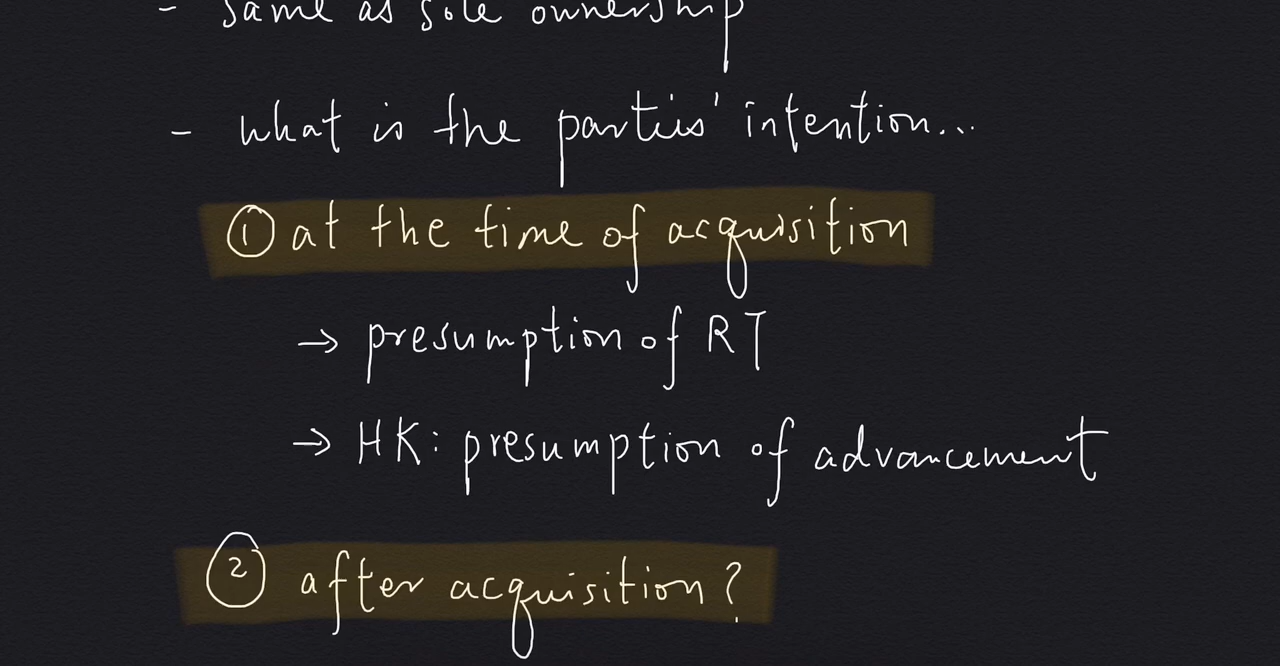 - same as sole ownership
- what is the parties' intention...
① at the time of acquisition
→ presumption of RT
→ HK: presumption of advancement
② after acquisition?